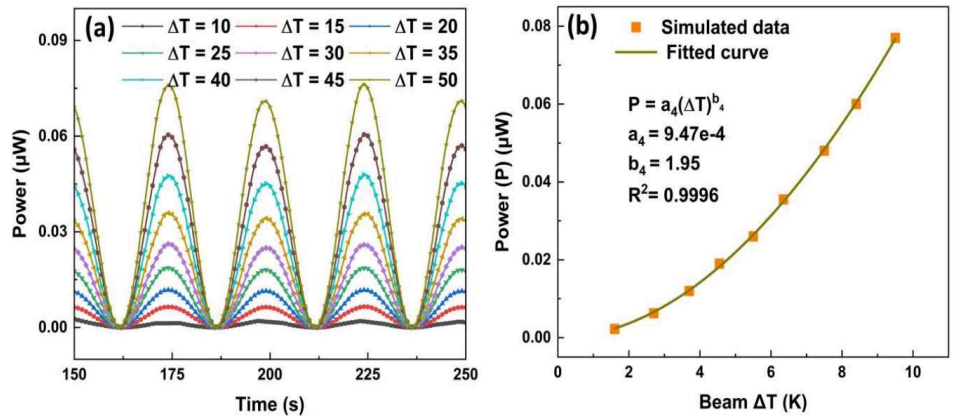 (a)
ΔT = 10 ΔT = 15 ΔT = 20
ΔT = 25 ΔT = 30 ΔT = 35
ΔT = 40 ΔT = 45 ΔT = 50
0.09
0.06
0.03
0.00
Power (µW)
150 175 200 225 250
Time (s)
(b)
Simulated data
Fitted curve
P = a₄(ΔT)^b₄
a₄ = 9.47e-4
b₄ = 1.95
R²= 0.9996
0.08
0.06
0.04
0.02
0.00
Power (P) (µW)
0 2 4 6 8 10
Beam ΔT (K)